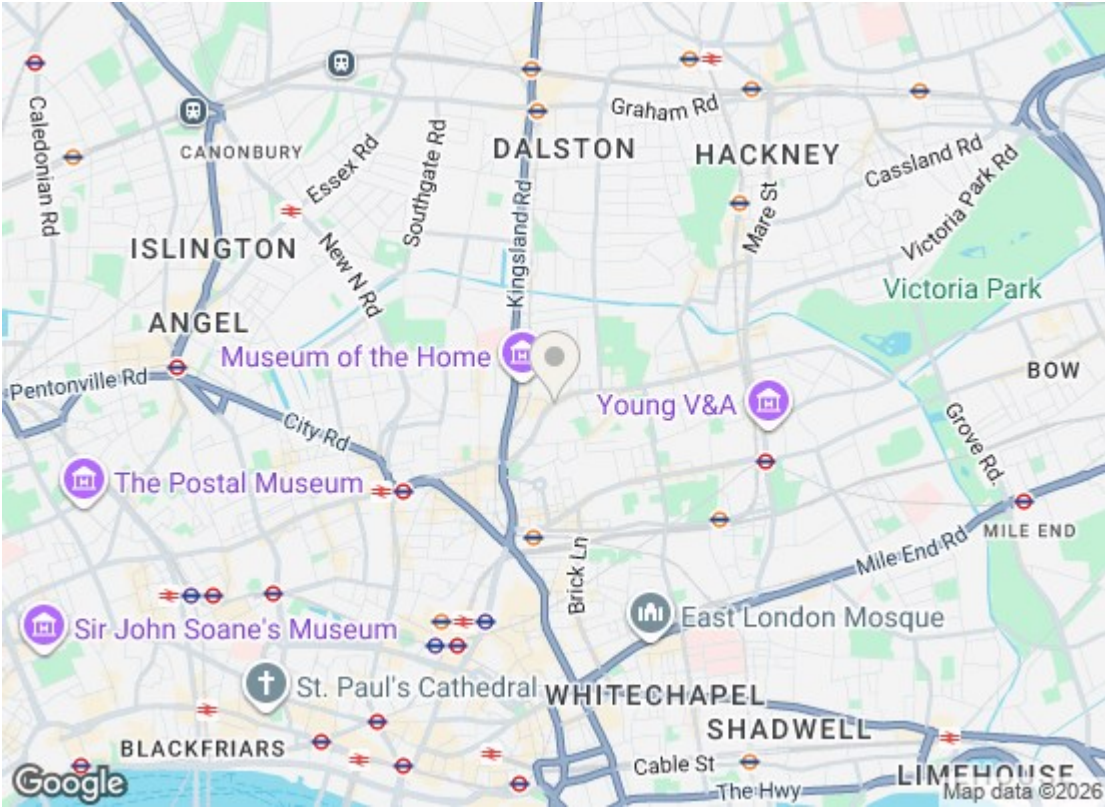 Caledonian Rd
CANONBURY
Essex Rd
Southgate Rd
Kingsland Rd
DALSTON
Graham Rd
HACKNEY
Cassland Rd
Mare St
Victoria Park Rd
ISLINGTON
New N Rd
Victoria Park
ANGEL
Museum of the Home
Pentonville Rd
Young V&A
BOW
City Rd
Grove Rd.
The Postal Museum
MILE END
Mile End Rd
Brick Ln
East London Mosque
Sir John Soane's Museum
St. Paul's Cathedral
WHITECHAPEL
SHADWELL
BLACKFRIARS
Cable St
LIMEHOUSE
The Hwy
Google
Map data ©2026